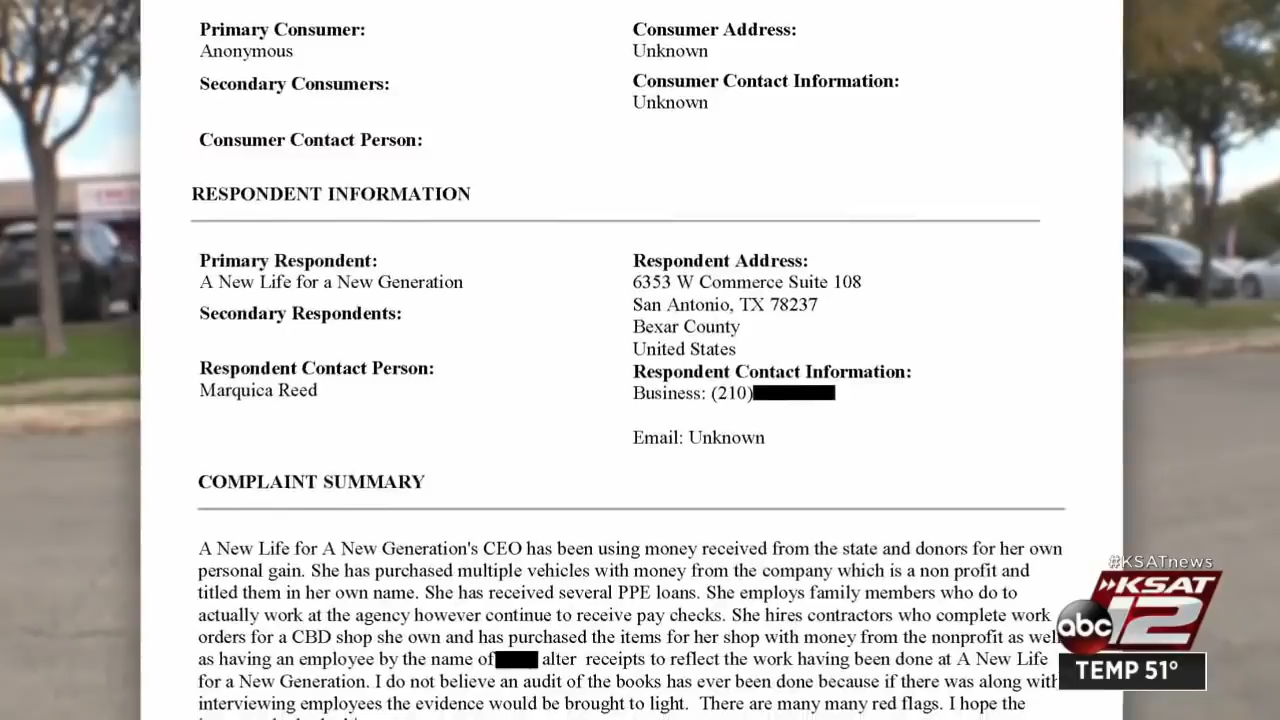 Primary Consumer:
Anonymous
Secondary Consumers:
Consumer Contact Person:
Consumer Address:
Unknown
Consumer Contact Information:
Unknown
RESPONDENT INFORMATION
Primary Respondent:
A New Life for a New Generation
Secondary Respondents:
Respondent Contact Person:
Marquica Reed
Respondent Address:
6353 W Commerce Suite 108
San Antonio, TX 78237
Bexar County
United States
Respondent Contact Information:
Business: (210)
Email: Unknown
COMPLAINT SUMMARY
A New Life for A New Generation's CEO has been using money received from the state and donors for her own
personal gain. She has purchased multiple vehicles with money from the company which is a non profit and
titled them in her own name. She has received several PPE loans. She employs family members who do to
actually work at the agency however continue to receive pay checks. She hires contractors who complete work
orders for a CBD shop she own and has purchased the items for her shop with money from the nonprofit as well
as having an employee by the name of alter receipts to reflect the work having been done at A New Life
for a New Generation. I do not believe an audit of the books has ever been done because if there was along with
interviewing employees the evidence would be brought to light. There are many many red flags. I hope the
#KSATnews
KSAT
abc 12
TEMP 51°